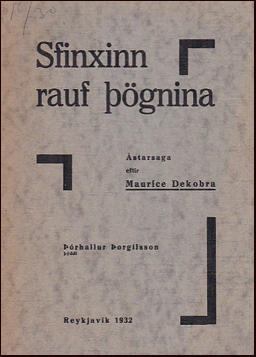 Sfinxinn
rauf þögnina
Ástarsaga
eftir
Maurice Dekobra
Þórhallur Þorgilsson
þýddi
Reykjavík 1932